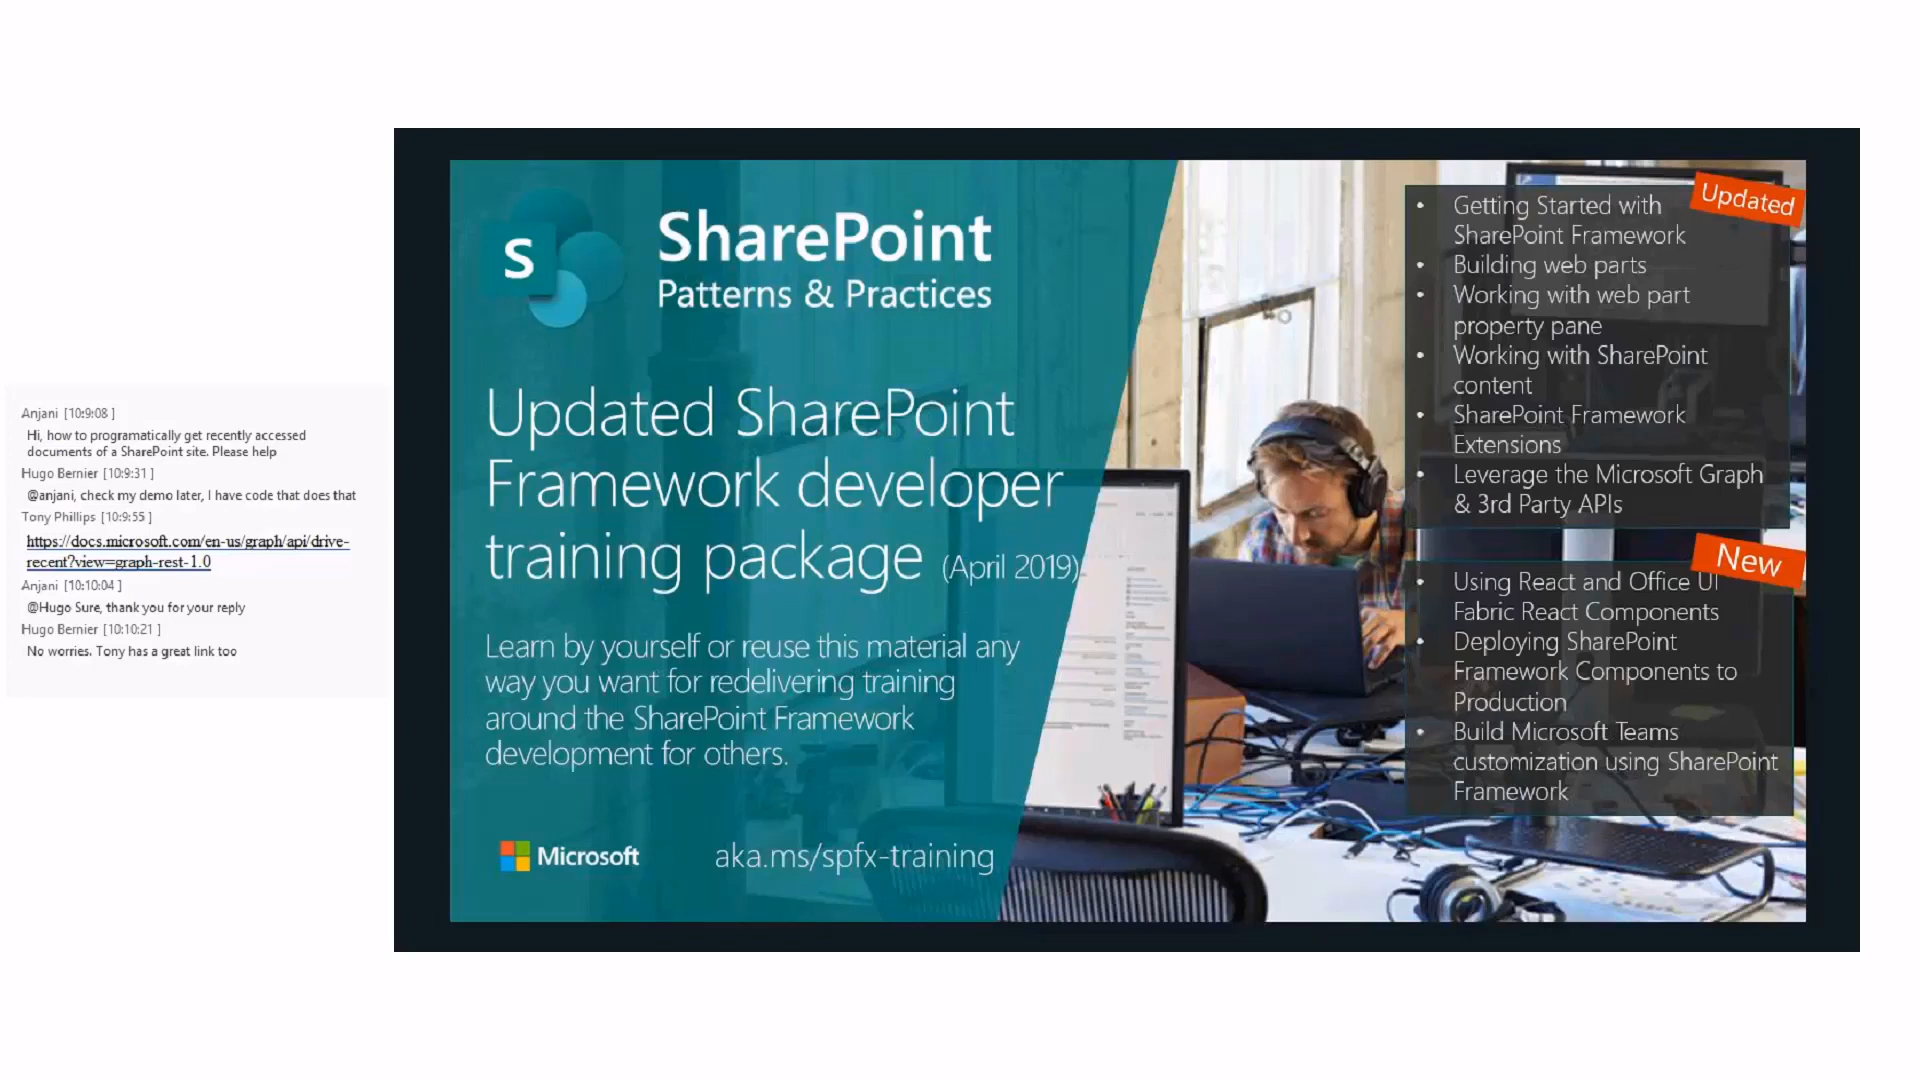 Anjani [10:9:08 ]
Hi, how to programatically get recently accessed
documents of a SharePoint site. Please help
Hugo Bernier [10:9:31 ]
@anjani, check my demo later, I have code that does that
Tony Phillips [10:9:55 ]
https://docs.microsoft.com/en-us/graph/api/drive-
recent?view=graph-rest-1.0
Anjani [10:10:04 ]
@Hugo Sure, thank you for your reply
Hugo Bernier [10:10:21 ]
No worries. Tony has a great link too
S
SharePoint
Patterns & Practices
Updated SharePoint
Framework developer
training package (April 2019)
Learn by yourself or reuse this material any
way you want for redelivering training
around the SharePoint Framework
development for others.
Microsoft
aka.ms/spfx-training
Updated
• Getting Started with
SharePoint Framework
• Building web parts
• Working with web part
property pane
• Working with SharePoint
content
• SharePoint Framework
Extensions
• Leverage the Microsoft Graph
& 3rd Party APIs
New
• Using React and Office UI
Fabric React Components
• Deploying SharePoint
Framework Components to
Production
• Build Microsoft Teams
customization using SharePoint
Framework